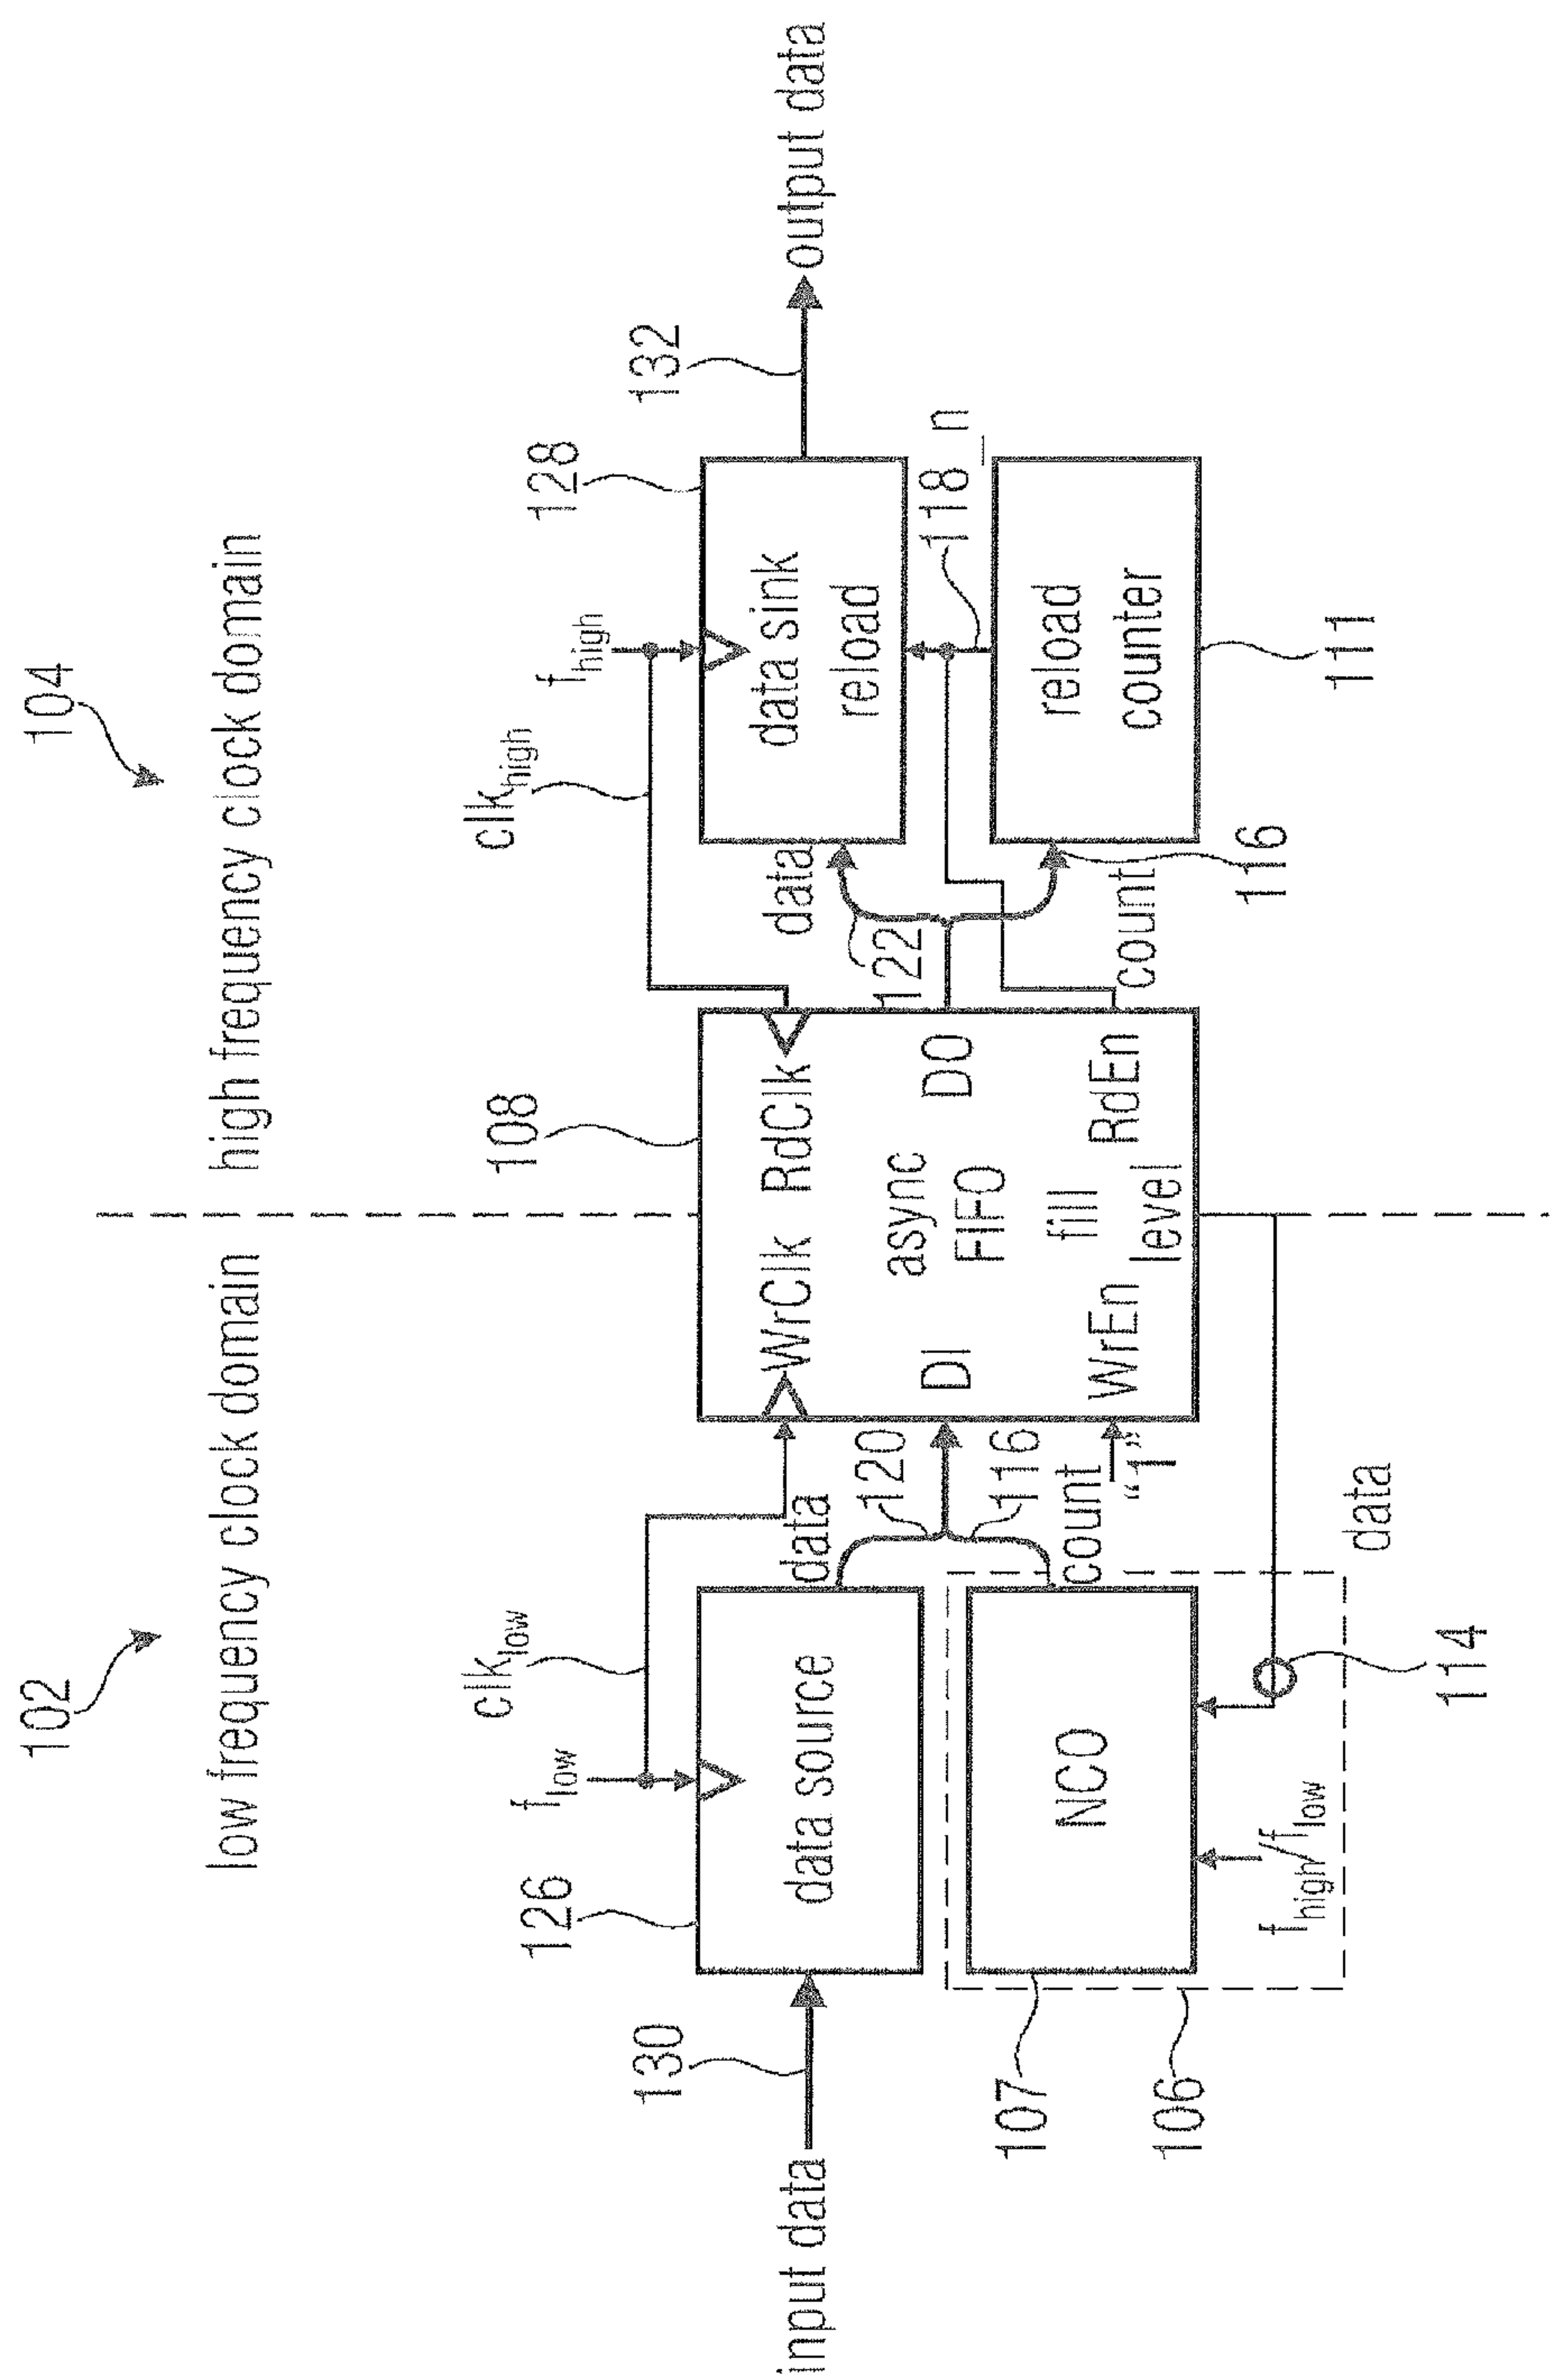 102
104
low frequency clock domain
high frequency clock domain
clk_low
clk_high
f_low
f_high
126
108
128
130
132
input data
data source
data
WrClk RdClk
data
data sink
reload
output data
120
122
async
FIFO
DI
DO
118_n
116
count
"1"
WrEn
fill
level
RdEn
count
116
reload
counter
111
107
NCO
106
f_high/f_low
114
data